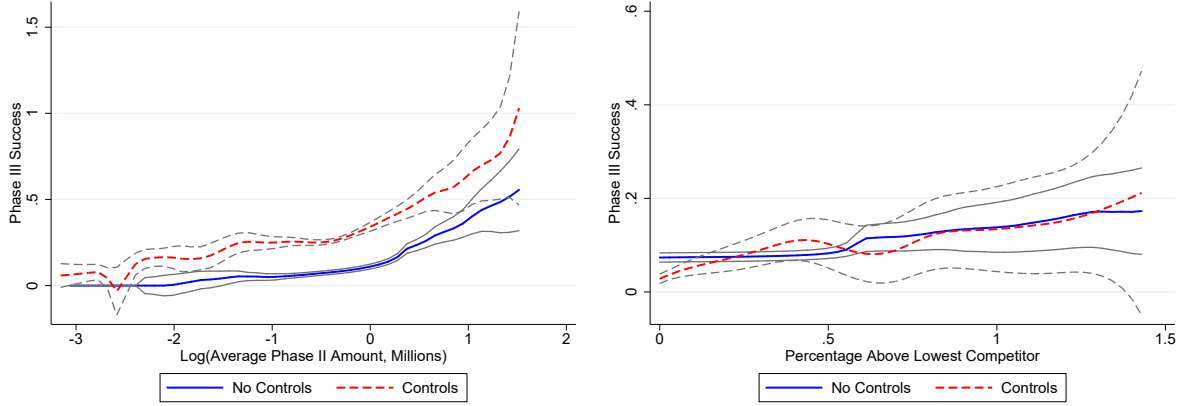 Phase III Success
1.5
1
.5
0
-3 -2 -1 0 1 2
Log(Average Phase II Amount, Millions)
No Controls Controls
Phase III Success
.6
.4
.2
0
0 .5 1 1.5
Percentage Above Lowest Competitor
No Controls Controls